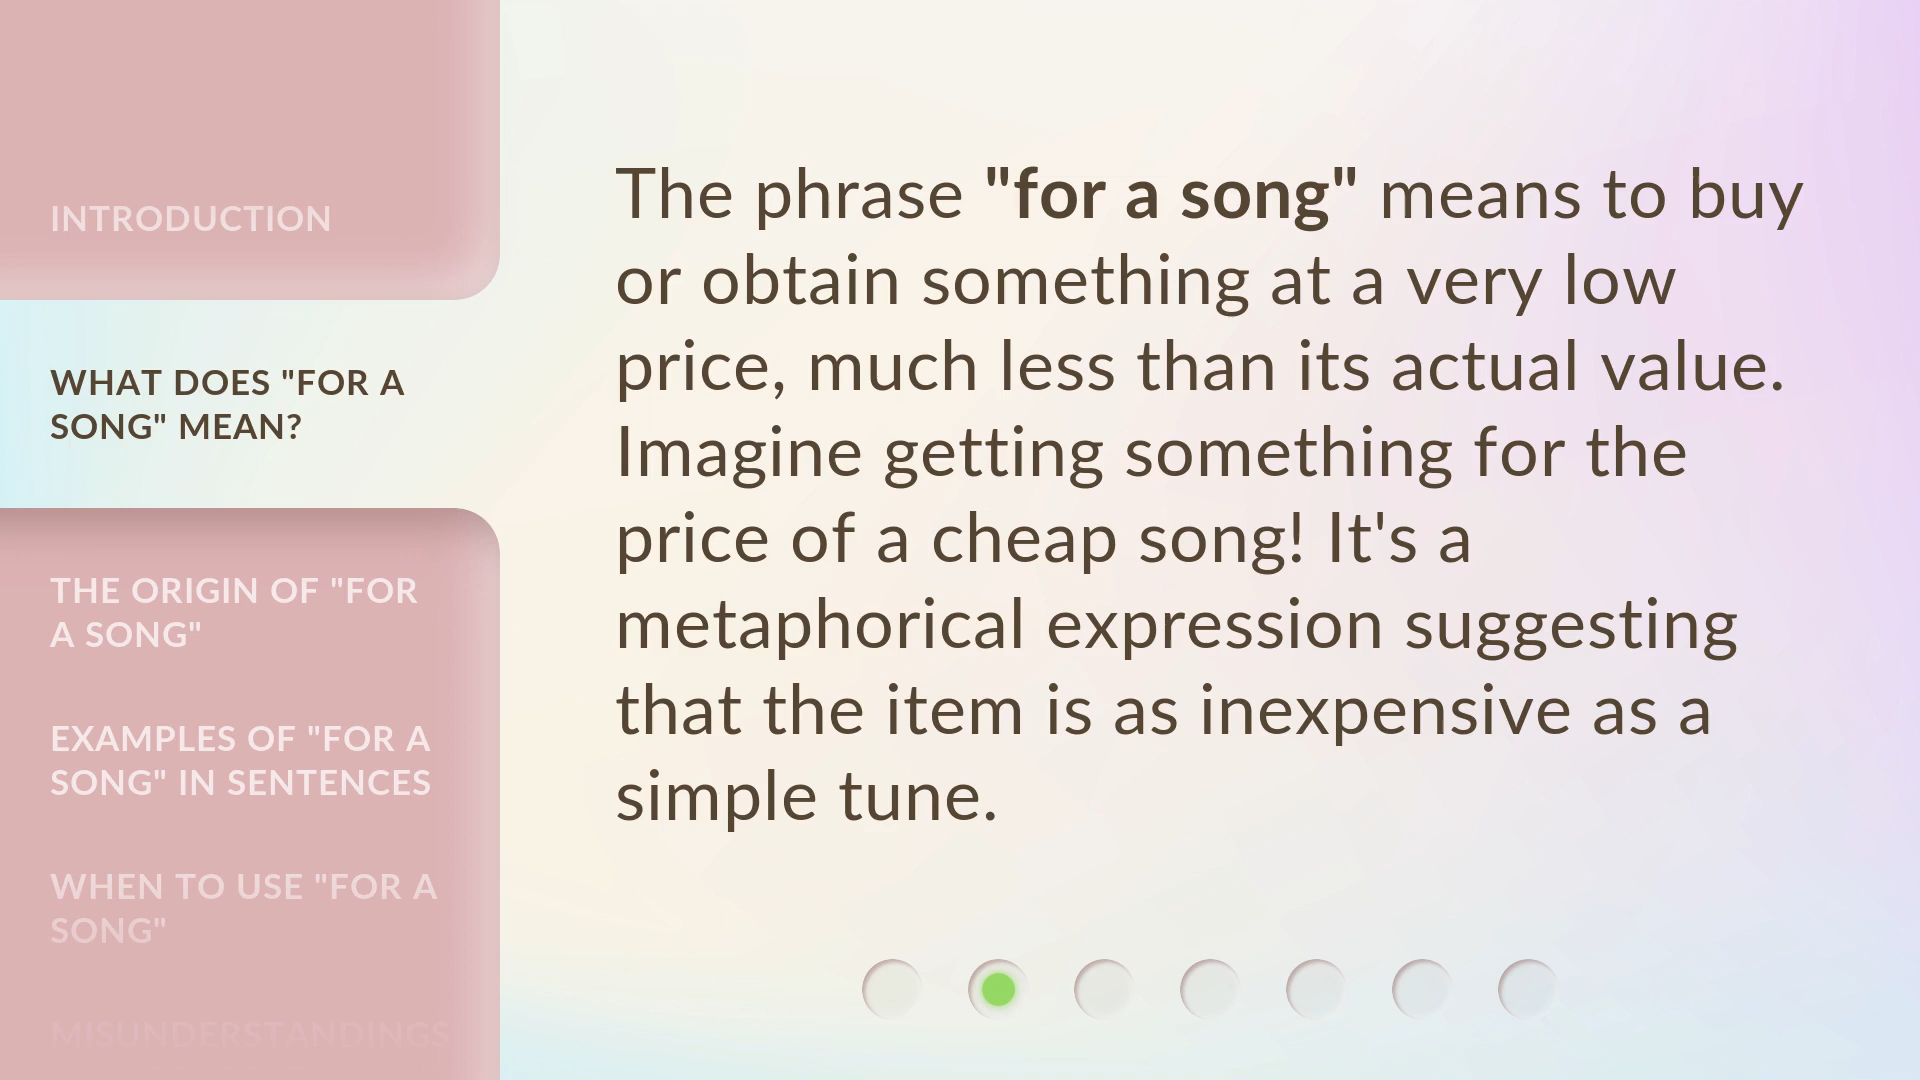 INTRODUCTION
WHAT DOES "FOR A
SONG" MEAN?
THE ORIGIN OF "FOR
A SONG"
EXAMPLES OF "FOR A
SONG" IN SENTENCES
WHEN TO USE "FOR A
SONG"
MISUNDERSTANDINGS
The phrase "for a song" means to buy
or obtain something at a very low
price, much less than its actual value.
Imagine getting something for the
price of a cheap song! It's a
metaphorical expression suggesting
that the item is as inexpensive as a
simple tune.